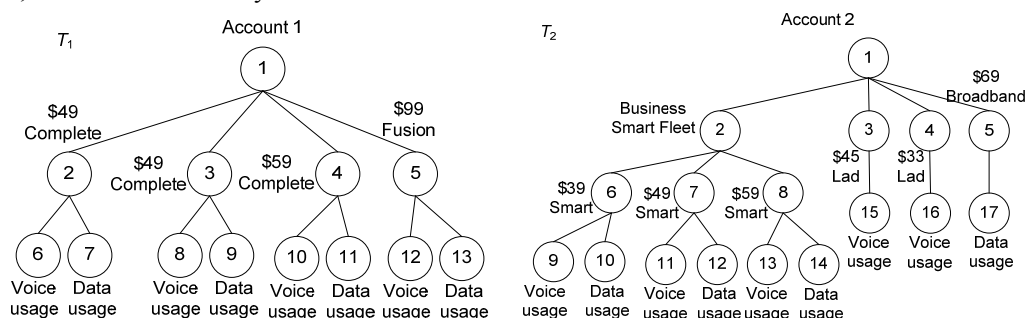 T1
Account 1
1
$49
Complete
$99
Fusion
2
$49
Complete
3
$59
Complete
4
5
6
7
8
9
10
11
12
13
Voice
usage
Data
usage
Voice
usage
Data
usage
Voice
usage
Data
usage
Voice
usage
Data
usage
T2
Account 2
1
$69
Broadband
Business
Smart Fleet
2
3
4
5
$45
Lad
$33
Lad
$39
Smart
6
$49
Smart
7
$59
Smart
8
15
16
17
Voice
usage
Voice
usage
Data
usage
9
10
11
12
13
14
Voice
usage
Data
usage
Voice
usage
Data
usage
Voice
usage
Data
usage